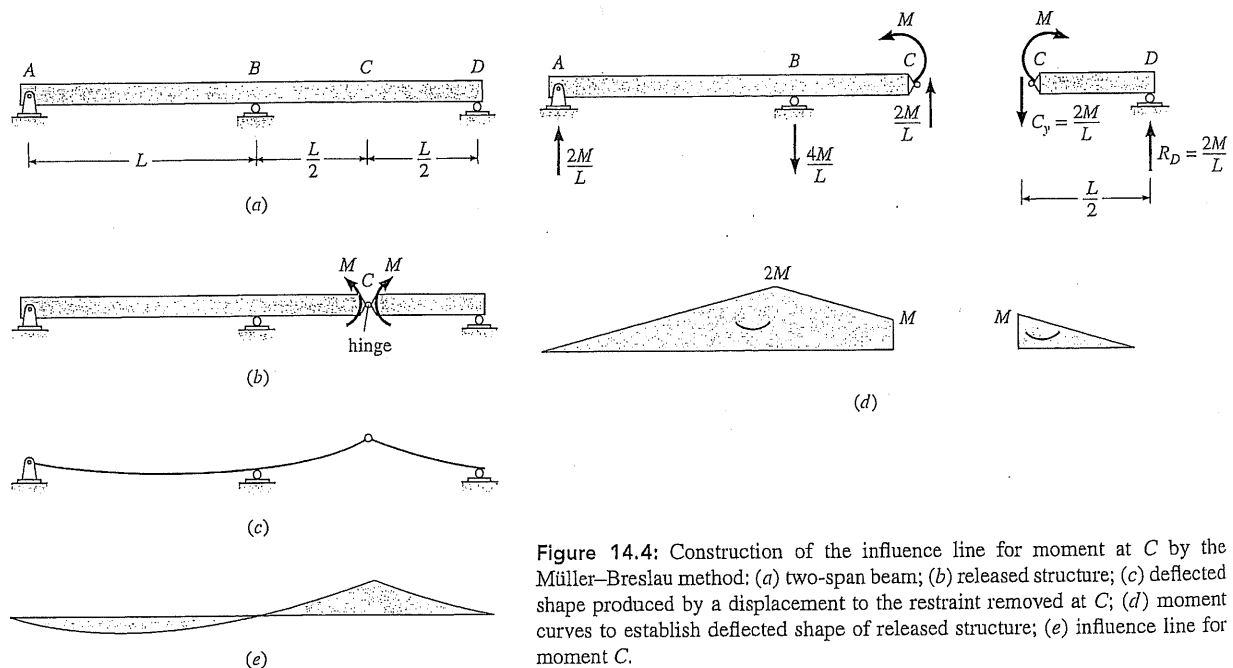 A B C D
L L/2 L/2
(a)
M C M
hinge
(b)
(c)
(e)
M
A B C
2M/L
2M/L
4M/L
M
C D
C_y = 2M/L
R_D = 2M/L
L/2
2M
M
M
(d)
Figure 14.4: Construction of the influence line for moment at C by the
Müller–Breslau method: (a) two-span beam; (b) released structure; (c) deflected
shape produced by a displacement to the restraint removed at C; (d) moment
curves to establish deflected shape of released structure; (e) influence line for
moment C.